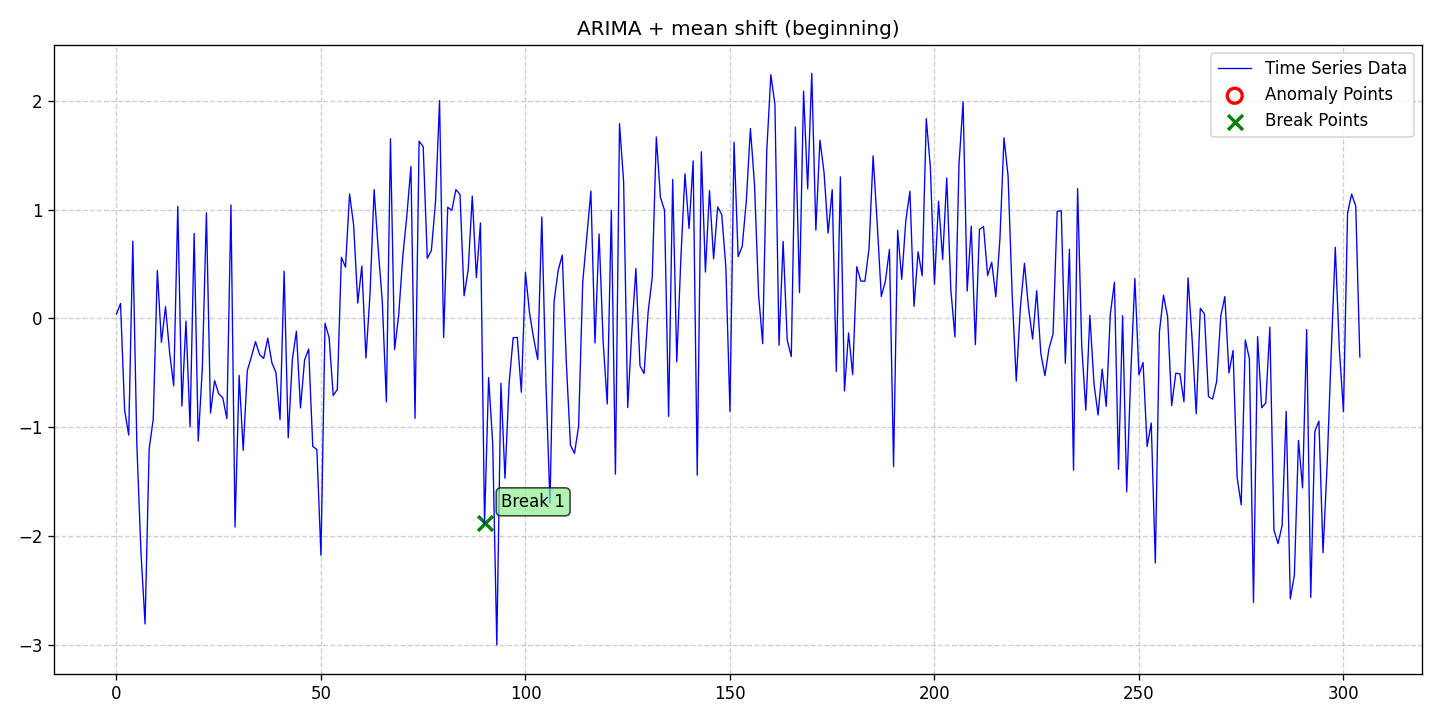 ARIMA + mean shift (beginning)
Time Series Data
Anomaly Points
Break Points
2
1
0
−1
−2
−3
Break 1
0
50
100
150
200
250
300